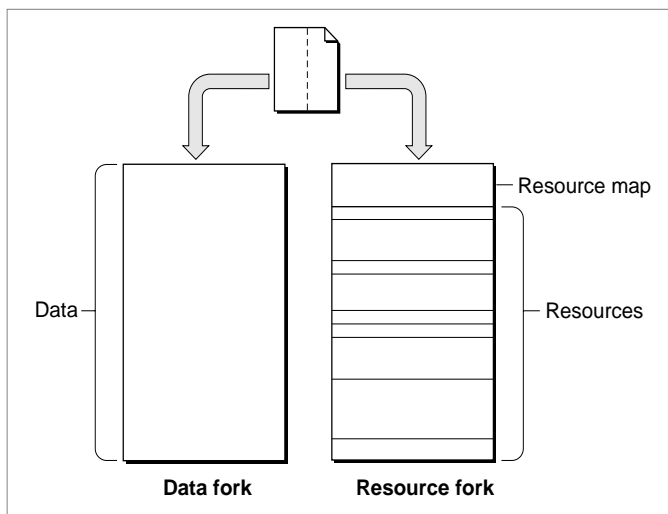 Resource map
Data
Resources
Data fork
Resource fork